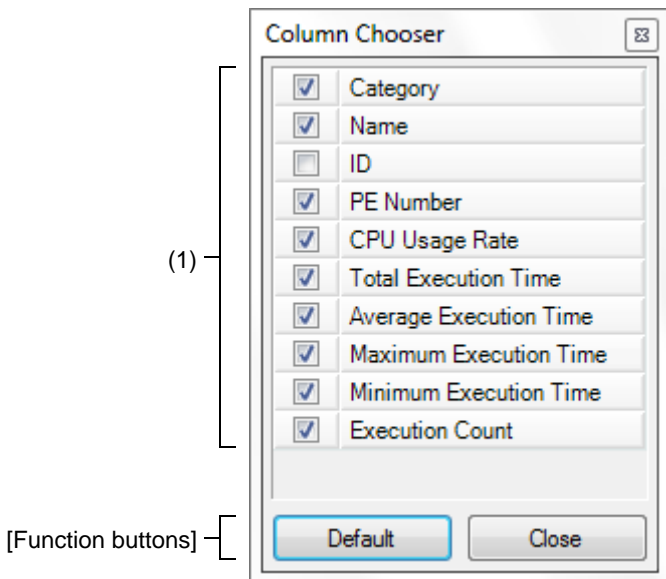 Column Chooser
Category
Name
ID
PE Number
CPU Usage Rate
(1)
Total Execution Time
Average Execution Time
Maximum Execution Time
Minimum Execution Time
Execution Count
[Function buttons]
Default
Close